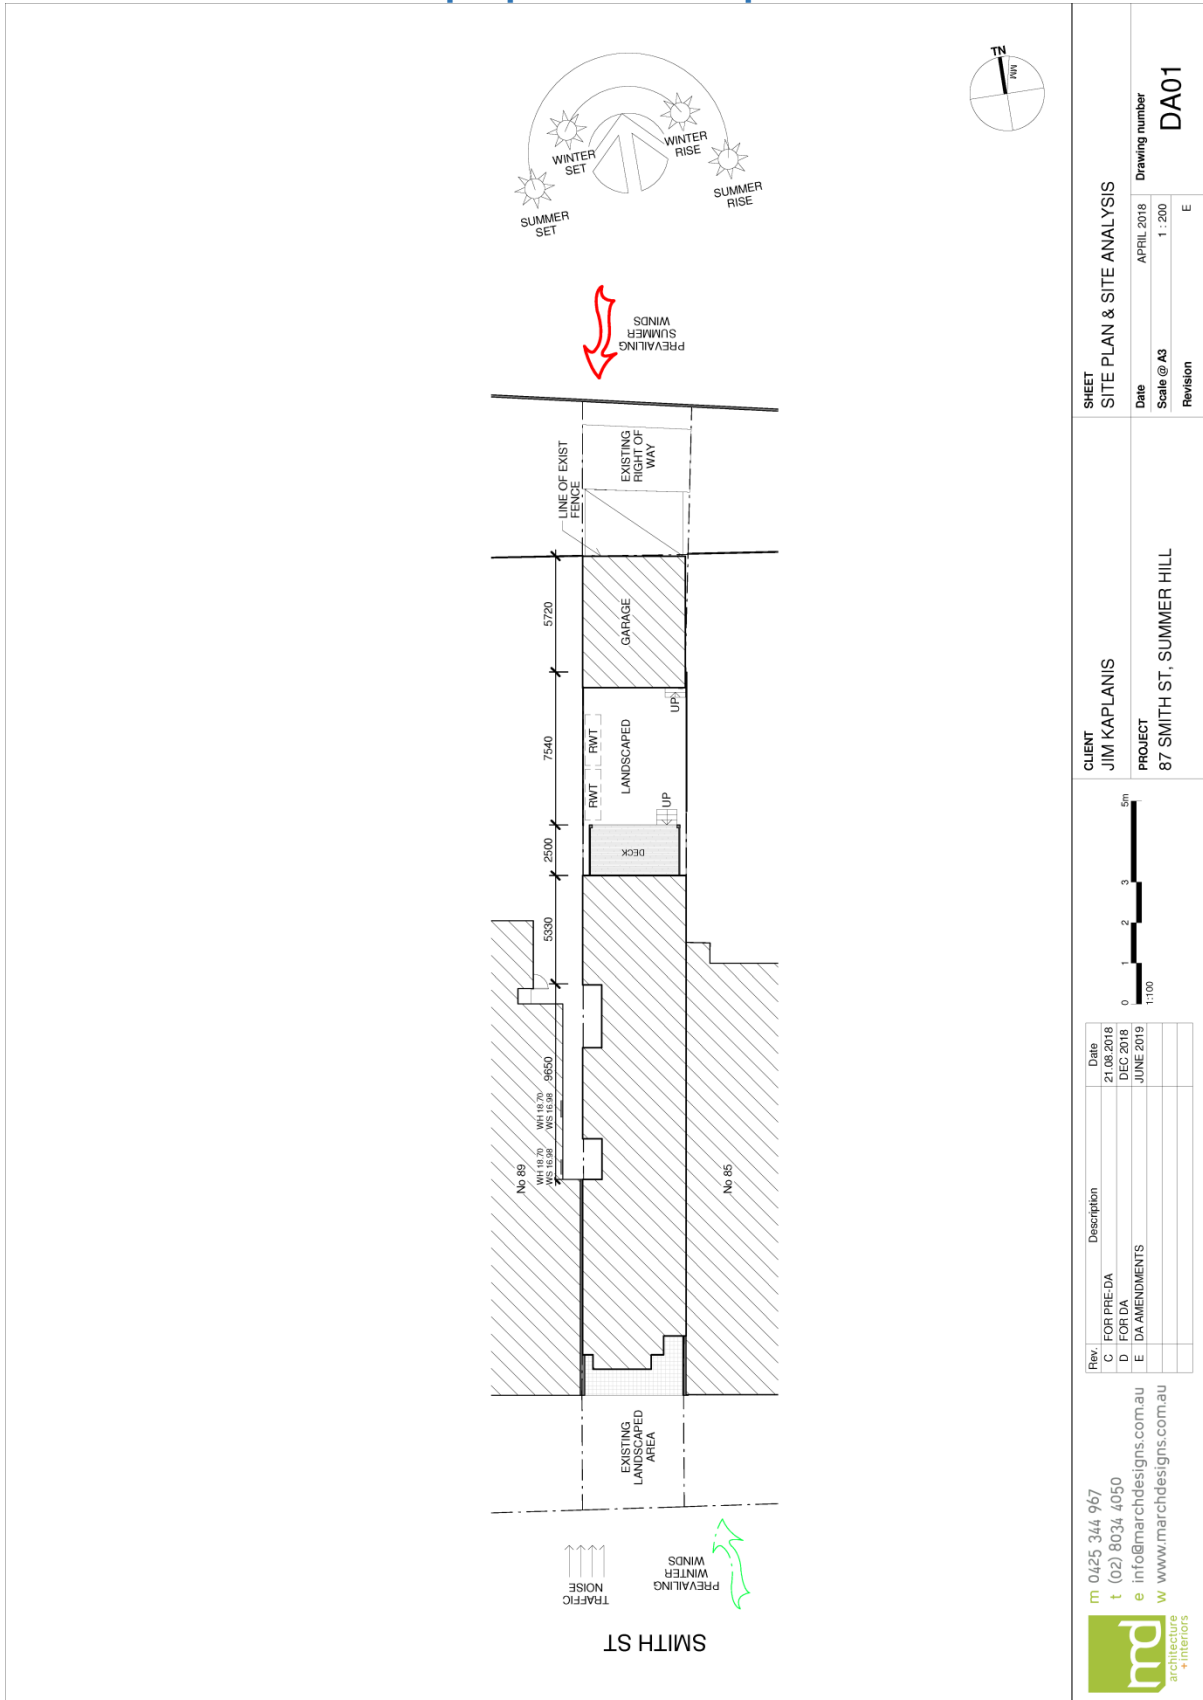 TN
MM
WINTER
SET
WINTER
RISE
SUMMER
SET
SUMMER
RISE
PREVAILING
SUMMER
WINDS
LINE OF EXIST
FENCE
EXISTING
RIGHT OF
WAY
5720
GARAGE
7540
RWT
RWT
LANDSCAPED
UP
UP
2500
DECK
5330
9650
WH 18.70
WS 16.98
WH 18.70
WS 16.98
No 89
No 85
EXISTING
LANDSCAPED
AREA
TRAFFIC
NOISE
PREVAILING
WINTER
WINDS
SMITH ST
m 0425 344 967
t (02) 8034 4050
e info@marchdesigns.com.au
w www.marchdesigns.com.au
md
architecture
+interiors
Rev. Description Date
C FOR PRE-DA 21.08.2018
D FOR DA DEC 2018
E DA AMENDMENTS JUNE 2019
0 1 2 3 5m
1:100
CLIENT
JIM KAPLANIS
PROJECT
87 SMITH ST, SUMMER HILL
SHEET
SITE PLAN & SITE ANALYSIS
Date APRIL 2018
Scale @ A3 1 : 200
Revision E
Drawing number
DA01